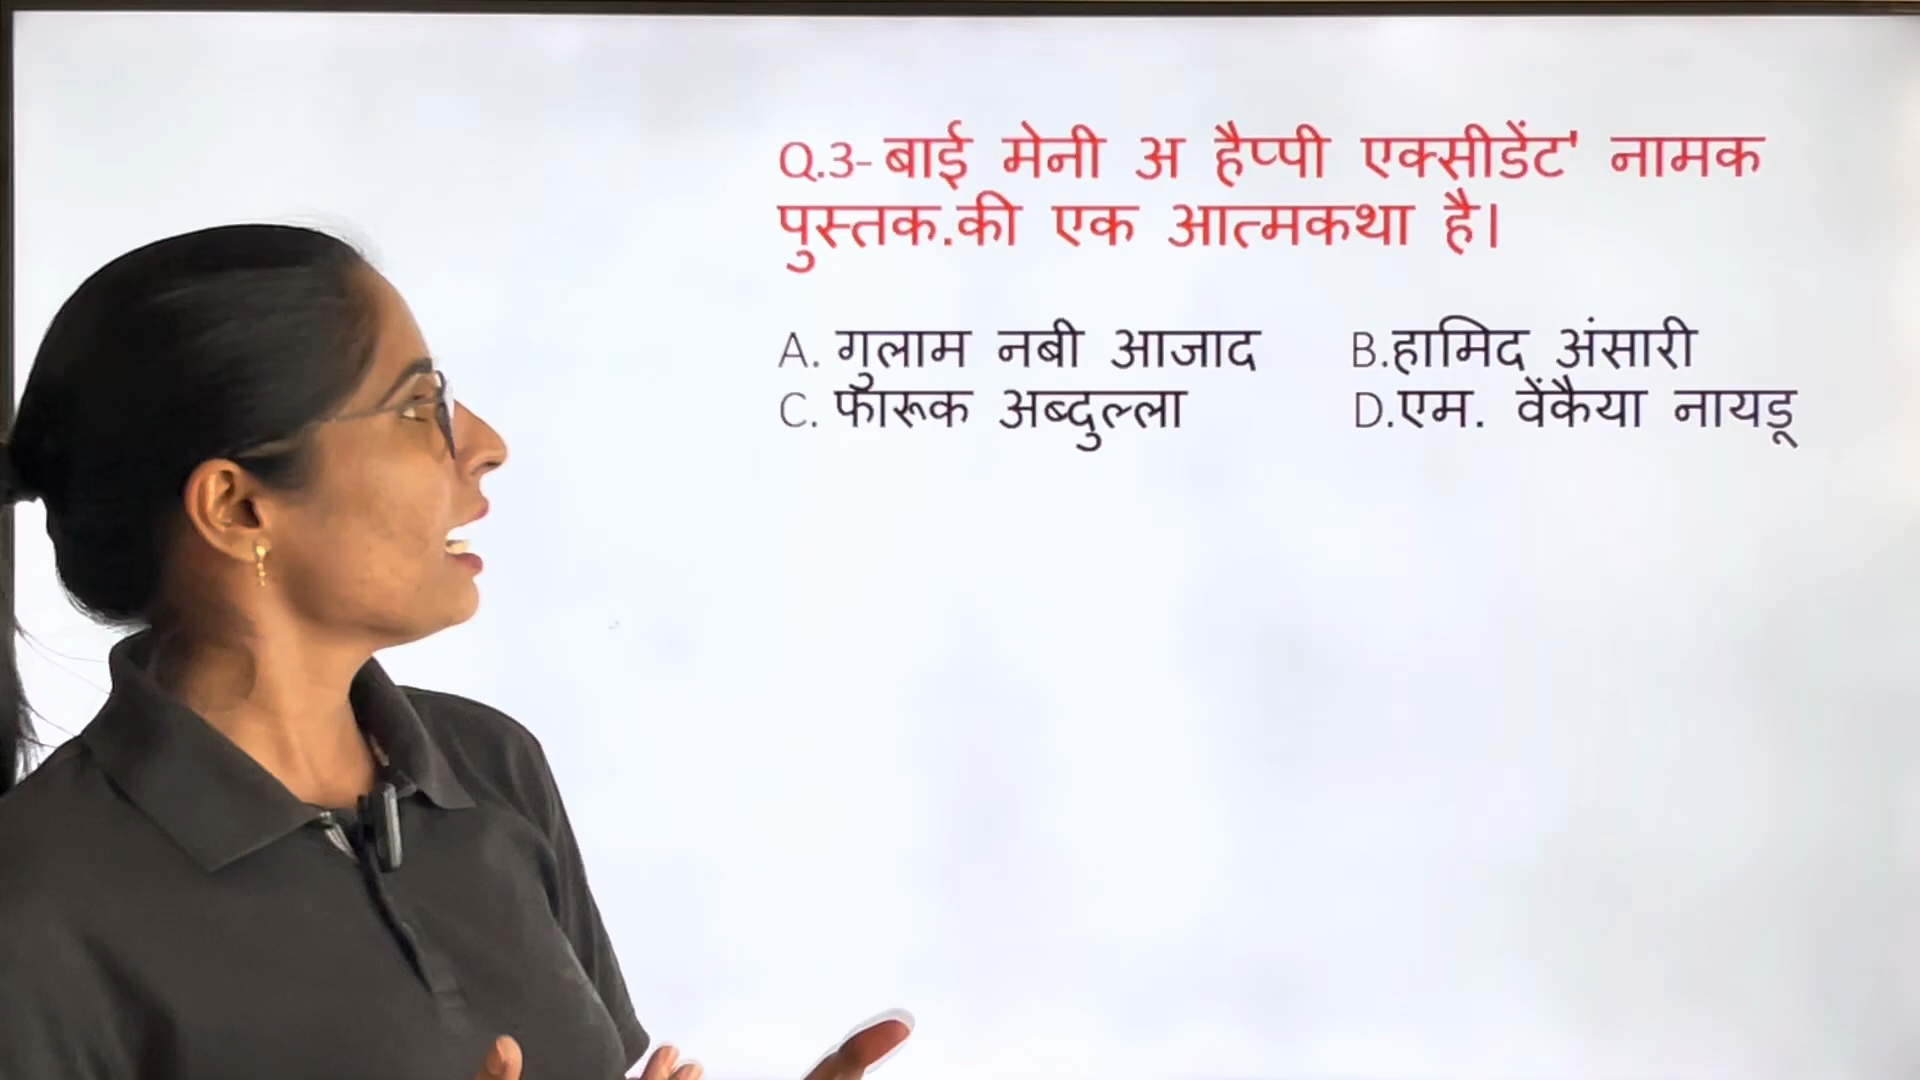 Q.3-बाई मेनी अ हैप्पी एक्सीडेंट' नामक
पुस्तक.की एक आत्मकथा है।
A. गुलाम नबी आजाद B.हामिद अंसारी
C. फारूक अब्दुल्ला D.एम. वेंकैया नायडू